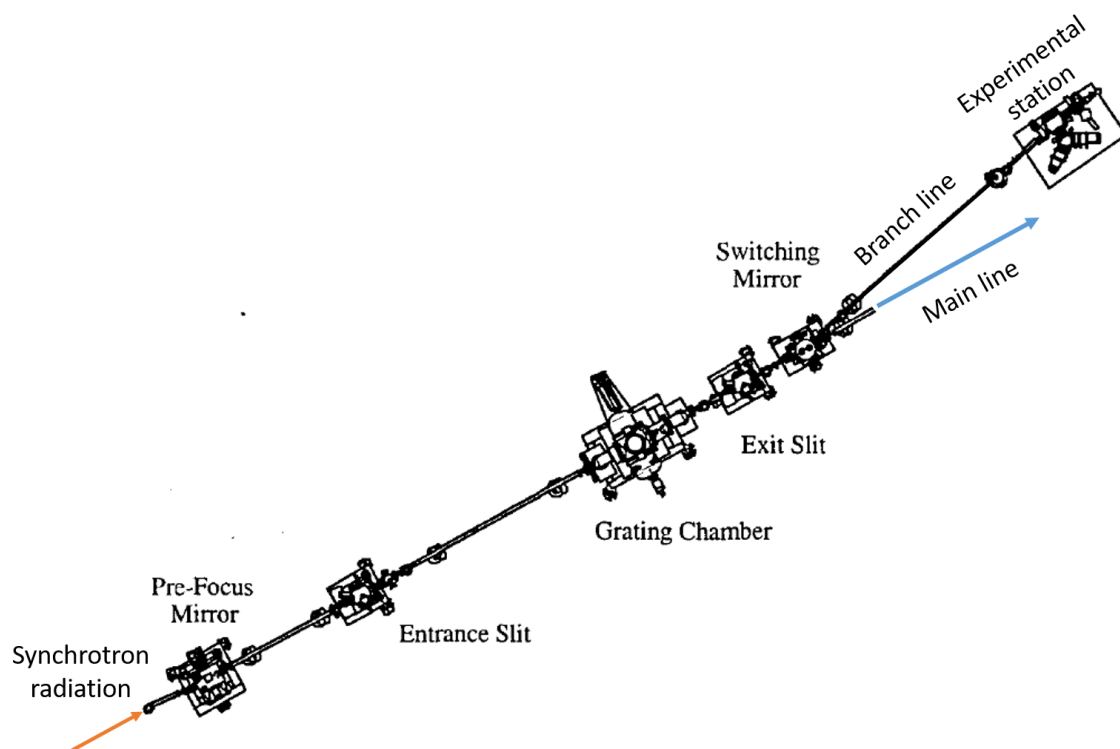 Experimental
station
Branch line
Main line
Switching
Mirror
Exit Slit
Grating Chamber
Pre-Focus
Mirror
Entrance Slit
Synchrotron
radiation